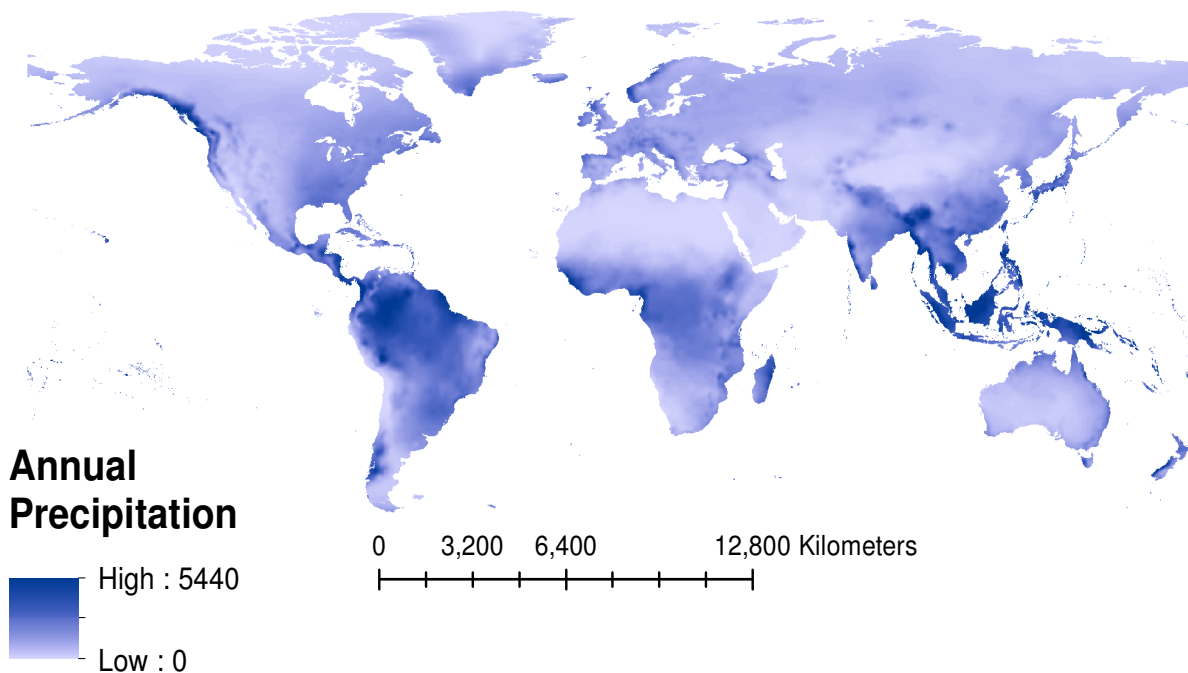 Annual
Precipitation
High : 5440
Low : 0
0 3,200 6,400 12,800 Kilometers